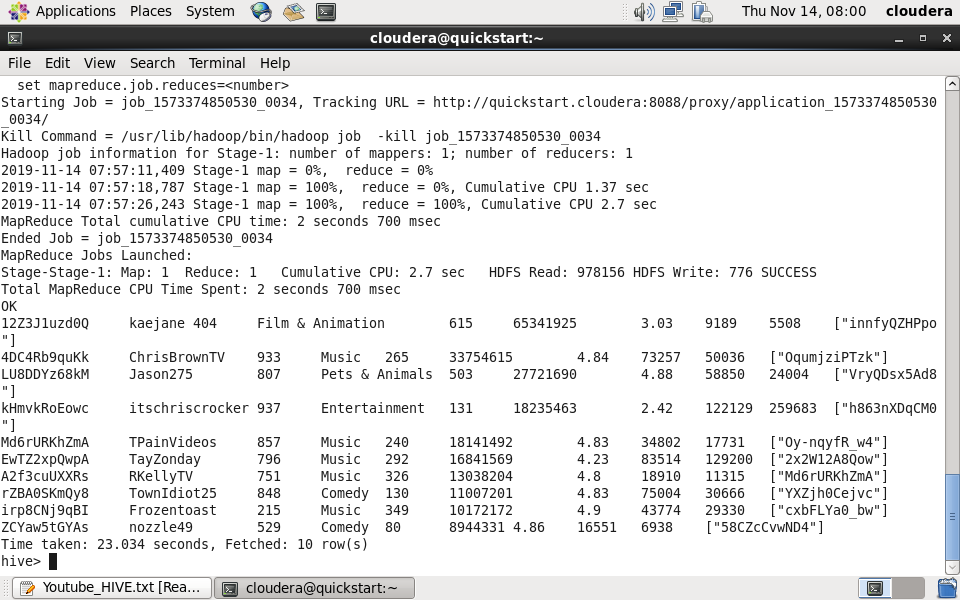 Applications Places System Thu Nov 14, 08:00 cloudera
cloudera@quickstart:~
File Edit View Search Terminal Help
set mapreduce.job.reduces=<number>
Starting Job = job_1573374850530_0034, Tracking URL = http://quickstart.cloudera:8088/proxy/application_1573374850530
_0034/
Kill Command = /usr/lib/hadoop/bin/hadoop job  -kill job_1573374850530_0034
Hadoop job information for Stage-1: number of mappers: 1; number of reducers: 1
2019-11-14 07:57:11,409 Stage-1 map = 0%,  reduce = 0%
2019-11-14 07:57:18,787 Stage-1 map = 100%,  reduce = 0%, Cumulative CPU 1.37 sec
2019-11-14 07:57:26,243 Stage-1 map = 100%,  reduce = 100%, Cumulative CPU 2.7 sec
MapReduce Total cumulative CPU time: 2 seconds 700 msec
Ended Job = job_1573374850530_0034
MapReduce Jobs Launched:
Stage-Stage-1: Map: 1  Reduce: 1   Cumulative CPU: 2.7 sec   HDFS Read: 978156 HDFS Write: 776 SUCCESS
Total MapReduce CPU Time Spent: 2 seconds 700 msec
OK
12Z3J1uzd0Q kaejane 404 Film & Animation 615 65341925 3.03 9189 5508 ["innfyQZHPpo
"]
4DC4Rb9quKk ChrisBrownTV 933 Music 265 33754615 4.84 73257 50036 ["OqumjziPTzk"]
LU8DDYz68kM Jason275 807 Pets & Animals 503 27721690 4.88 58850 24004 ["VryQDsx5Ad8
"]
kHmvkRoEowc itschriscrocker 937 Entertainment 131 18235463 2.42 122129 259683 ["h863nXDqCM0
"]
Md6rURKhZmA TPainVideos 857 Music 240 18141492 4.83 34802 17731 ["Oy-nqyfR_w4"]
EwTZ2xpQwpA TayZonday 796 Music 292 16841569 4.23 83514 129200 ["2x2W12A8Qow"]
A2f3cuUXXRs RKellyTV 751 Music 326 13038204 4.8 18910 11315 ["Md6rURKhZmA"]
rZBA0SKmQy8 TownIdiot25 848 Comedy 130 11007201 4.83 75004 30666 ["YXZjh0Cejvc"]
irp8CNj9qBI Frozentoast 215 Music 349 10172172 4.9 43774 29330 ["cxbFLYa0_bw"]
ZCYaw5tGYAs nozzle49 529 Comedy 80 8944331 4.86 16551 6938 ["58CZcCvwND4"]
Time taken: 23.034 seconds, Fetched: 10 row(s)
hive>
Youtube_HIVE.txt [Rea... cloudera@quickstart:~